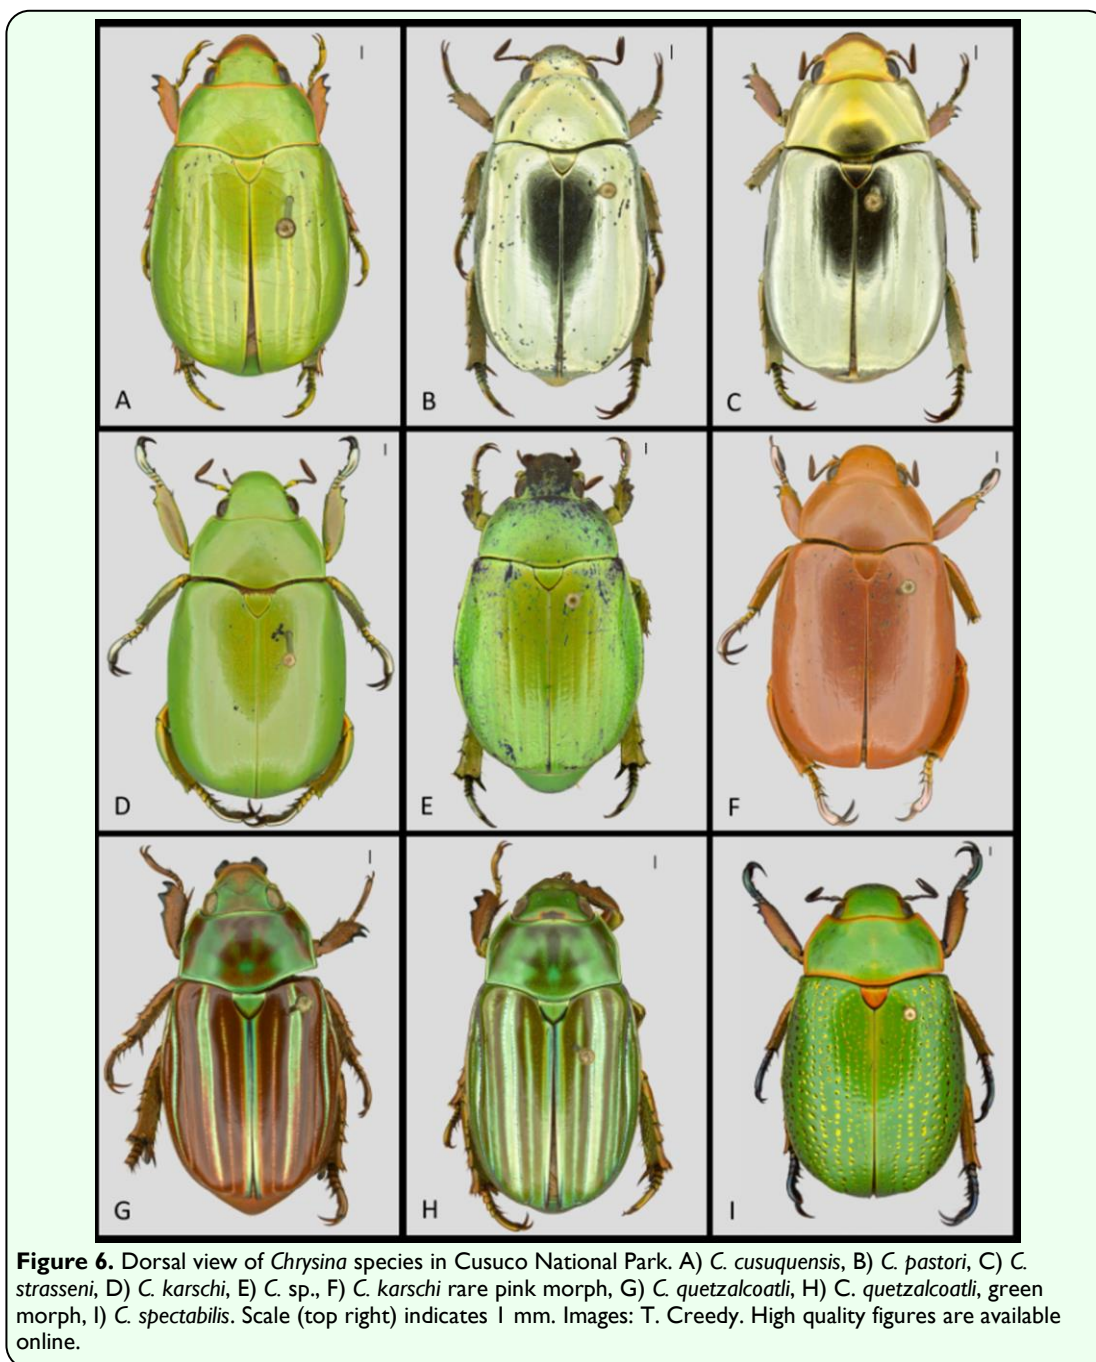 A
B
C
D
E
F
G
H
I
Figure 6. Dorsal view of Chrysina species in Cusuco National Park. A) C. cusuquensis, B) C. pastori, C) C.
strasseni, D) C. karschi, E) C. sp., F) C. karschi rare pink morph, G) C. quetzalcoatli, H) C. quetzalcoatli, green
morph, I) C. spectabilis. Scale (top right) indicates 1 mm. Images: T. Creedy. High quality figures are available
online.